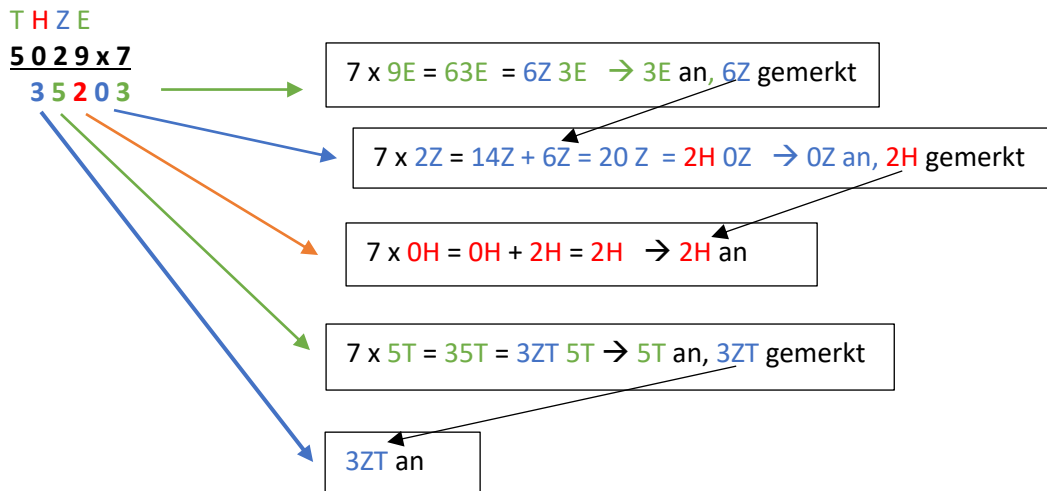 T H Z E
5 0 2 9 x 7
3 5 2 0 3
7 x 9E = 63E = 6Z 3E → 3E an, 6Z gemerkt
7 x 2Z = 14Z + 6Z = 20 Z = 2H 0Z → 0Z an, 2H gemerkt
7 x 0H = 0H + 2H = 2H → 2H an
7 x 5T = 35T = 3ZT 5T → 5T an, 3ZT gemerkt
3ZT an